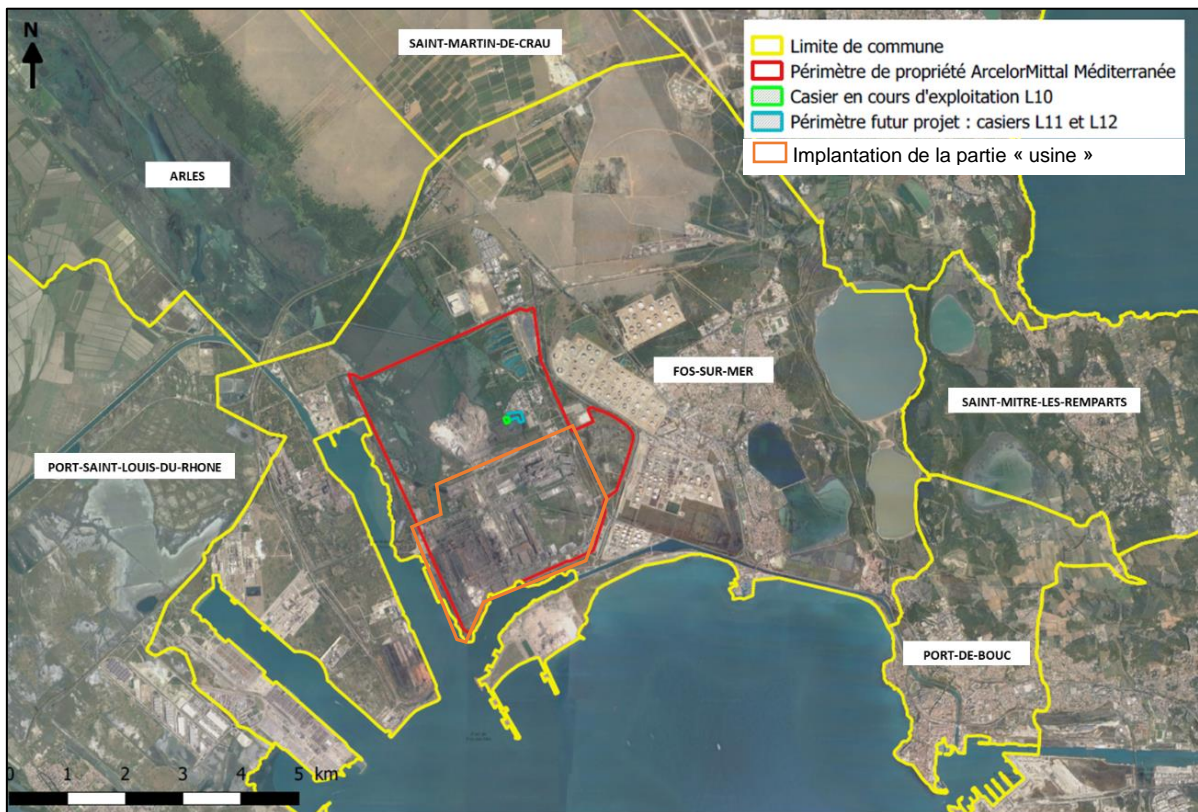 N
SAINT-MARTIN-DE-CRAU
Limite de commune
Périmètre de propriété ArcelorMittal Méditerranée
Casier en cours d'exploitation L10
Périmètre futur projet : casiers L11 et L12
Implantation de la partie « usine »
ARLES
FOS-SUR-MER
SAINT-MITRE-LES-REMPARTS
PORT-SAINT-LOUIS-DU-RHONE
PORT-DE-BOUC
0 1 2 3 4 5 km